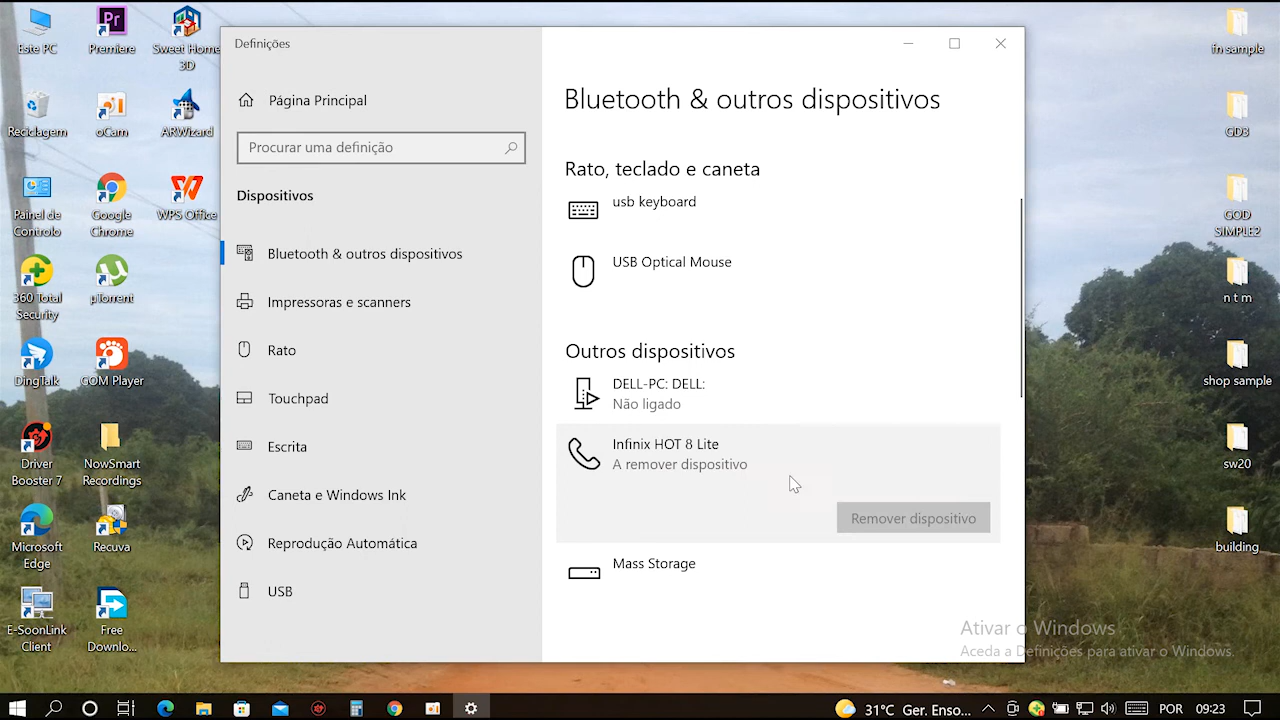 Este PC
Premiere
Sweet Home
3D
Reciclagem
oCam
ARWizard
Painel de
Controlo
Google
Chrome
WPS Office
360 Total
Security
µTorrent
DingTalk
GOM Player
Driver
Booster 7
NowSmart
Recordings
Microsoft
Edge
Recuva
E-SoonLink
Client
Free
Downlo...
Definições
Página Principal
Procurar uma definição
Dispositivos
Bluetooth & outros dispositivos
Impressoras e scanners
Rato
Touchpad
Escrita
Caneta e Windows Ink
Reprodução Automática
USB
Bluetooth & outros dispositivos
Rato, teclado e caneta
usb keyboard
USB Optical Mouse
Outros dispositivos
DELL-PC: DELL:
Não ligado
Infinix HOT 8 Lite
A remover dispositivo
Remover dispositivo
Mass Storage
fn sample
GD3
GOD
SIMPLE2
n t m
shop sample
sw20
building
Ativar o Windows
Aceda a Definições para ativar o Windows.
31°C Ger. Enso...
POR
09:23